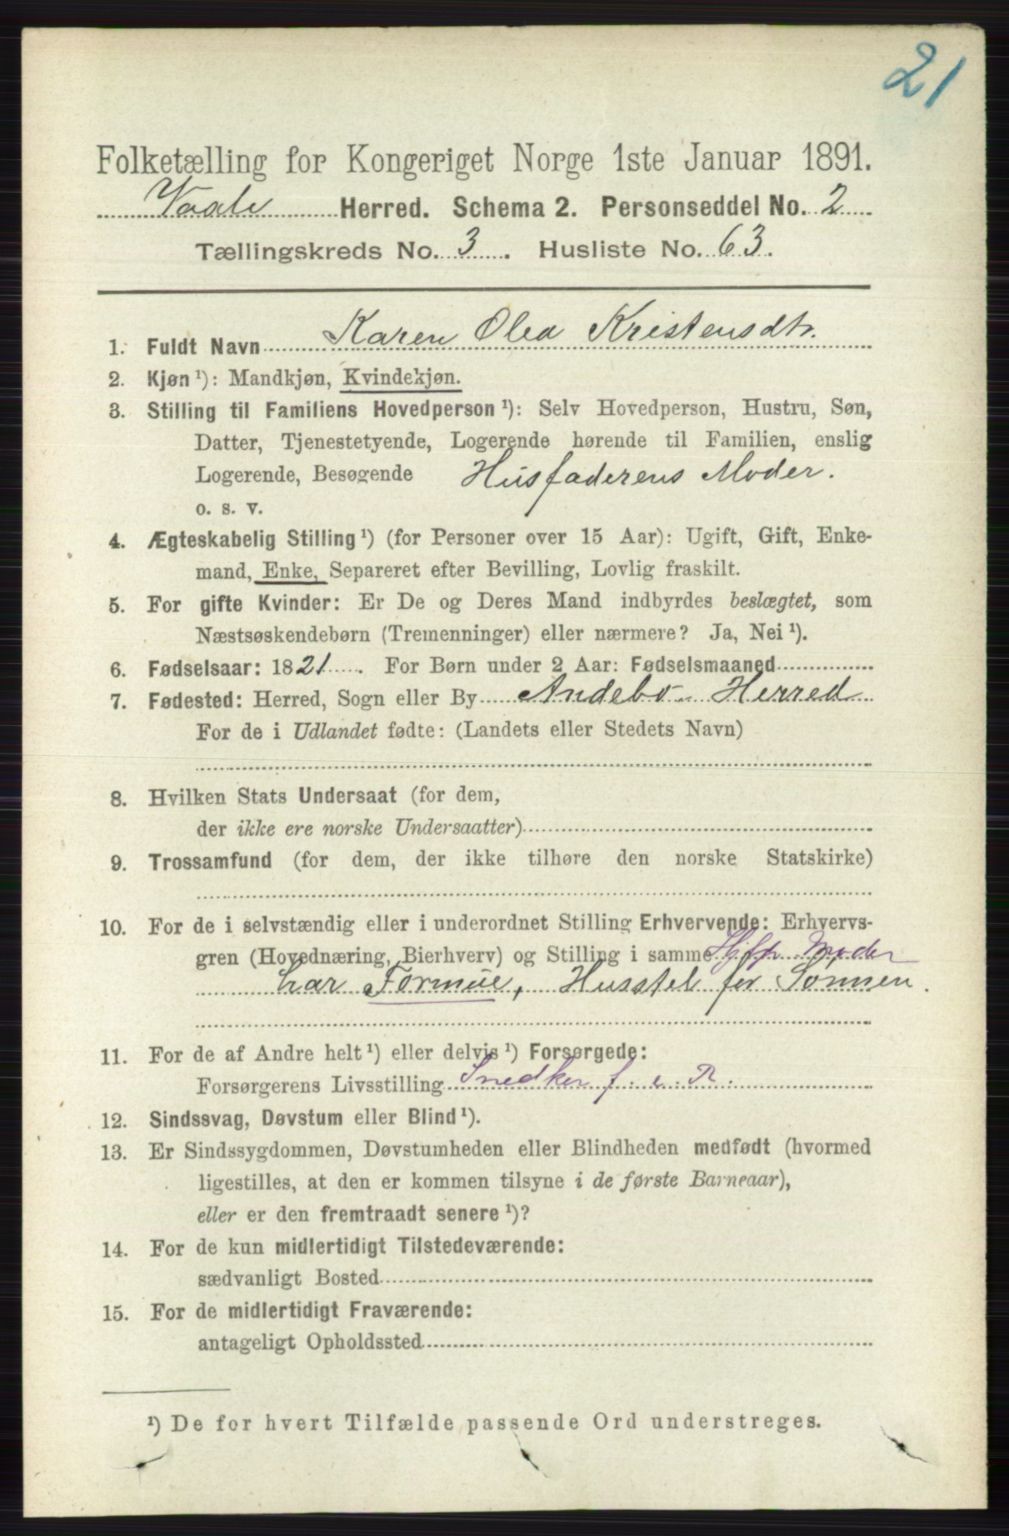 21
Folketælling for Kongeriget Norge 1ste Januar 1891.
Vaale Herred. Schema 2. Personseddel No. 2
Tællingskreds No. 3. Husliste No. 63.
1. Fuldt Navn Karen Olea Kristensdtr.
2. Kjøn ¹): Mandkjøn, Kvindekjøn.
3. Stilling til Familiens Hovedperson ¹): Selv Hovedperson, Hustru, Søn,
Datter, Tjenestetyende, Logerende hørende til Familien, enslig
Logerende, Besøgende Husfaderens Moder.
o. s. v.
4. Ægteskabelig Stilling ¹) (for Personer over 15 Aar): Ugift, Gift, Enke-
mand, Enke, Separeret efter Bevilling, Lovlig fraskilt.
5. For gifte Kvinder: Er De og Deres Mand indbyrdes beslægtet, som
Næstsøskendebørn (Tremenninger) eller nærmere? Ja, Nei ¹).
6. Fødselsaar: 1821. For Børn under 2 Aar: Fødselsmaaned
7. Fødested: Herred, Sogn eller By Andebo Herred
For de i Udlandet fødte: (Landets eller Stedets Navn)
8. Hvilken Stats Undersaat (for dem,
der ikke ere norske Undersaatter)
9. Trossamfund (for dem, der ikke tilhøre den norske Statskirke)
10. For de i selvstændig eller i underordnet Stilling Erhvervende: Erhvervs-
gren (Hovednæring, Bierhverv) og Stilling i samme Hjfp Moder
har Formue, Husstel for Sønnen.
11. For de af Andre helt ¹) eller delvis ¹) Forsørgede:
Forsørgerens Livsstilling Snedker f. e. R.
12. Sindssvag, Døvstum eller Blind ¹).
13. Er Sindssygdommen, Døvstumheden eller Blindheden medfødt (hvormed
ligestilles, at den er kommen tilsyne i de første Barneaar),
eller er den fremtraadt senere ¹)?
14. For de kun midlertidigt Tilstedeværende:
sædvanligt Bosted
15. For de midlertidigt Fraværende:
antageligt Opholdssted
¹) De for hvert Tilfælde passende Ord understreges.